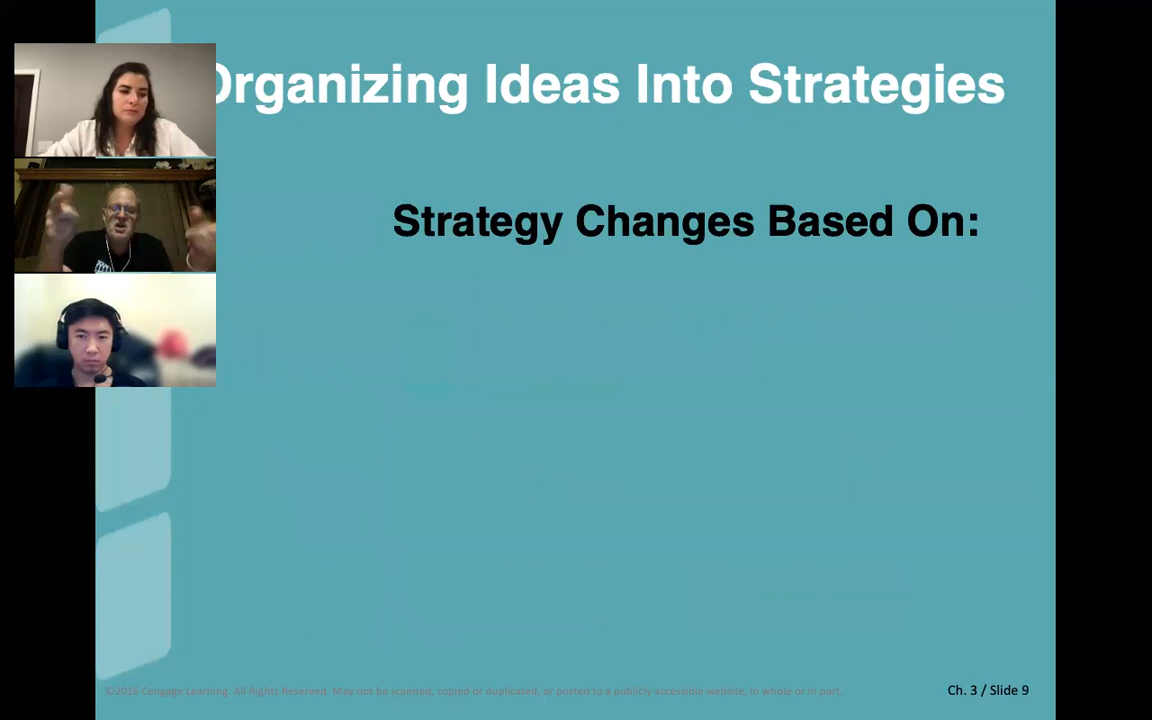 Organizing Ideas Into Strategies
Strategy Changes Based On:
©2016 Cengage Learning. All Rights Reserved. May not be scanned, copied or duplicated, or posted to a publicly accessible website, in whole or in part.
Ch. 3 / Slide 9